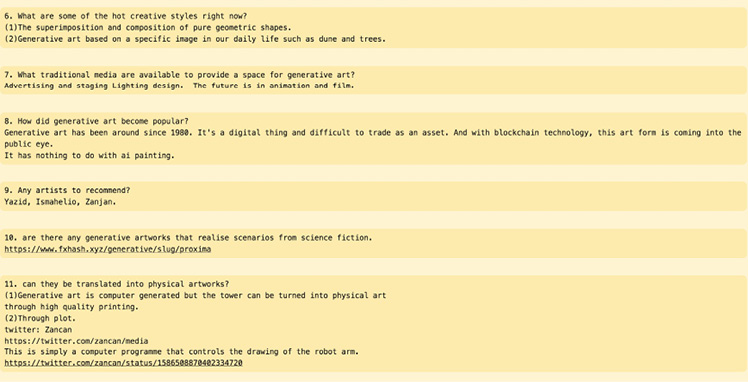 6. What are some of the hot creative styles right now?
(1)The superimposition and composition of pure geometric shapes.
(2)Generative art based on a specific image in our daily life such as dune and trees.
7. What traditional media are available to provide a space for generative art?
Advertising and staging Lighting design.  The future is in animation and film.
8. How did generative art become popular?
Generative art has been around since 1980. It's a digital thing and difficult to trade as an asset. And with blockchain technology, this art form is coming into the
public eye.
It has nothing to do with ai painting.
9. Any artists to recommend?
Yazid, Ismahelio, Zanjan.
10. are there any generative artworks that realise scenarios from science fiction.
https://www.fxhash.xyz/generative/slug/proxima
11. can they be translated into physical artworks?
(1)Generative art is computer generated but the tower can be turned into physical art
through high quality printing.
(2)Through plot.
twitter: Zancan
https://twitter.com/zancan/media
This is simply a computer programme that controls the drawing of the robot arm.
https://twitter.com/zancan/status/1586508870402334720